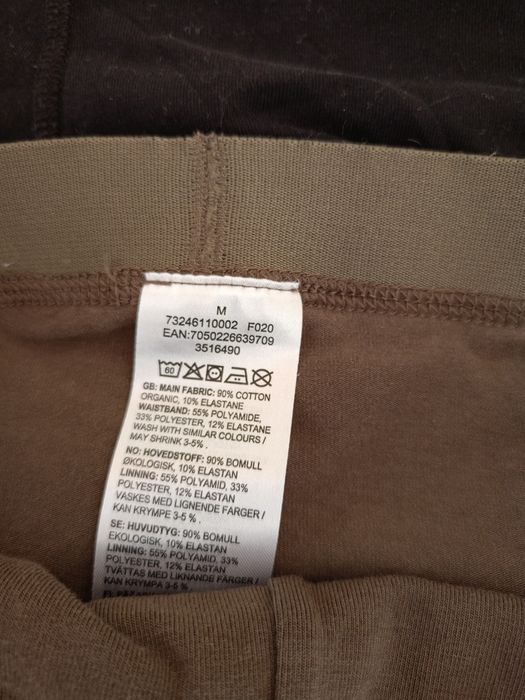 M
73246110002 F020
EAN:7050226639709
3516490
60
GB: MAIN FABRIC: 90% COTTON
ORGANIC, 10% ELASTANE
WAISTBAND: 55% POLYAMIDE,
33% POLYESTER, 12% ELASTANE
WASH WITH SIMILAR COLOURS /
MAY SHRINK 3-5% .
NO: HOVEDSTOFF: 90% BOMULL
ØKOLOGISK, 10% ELASTAN
LINNING: 55% POLYAMID, 33%
POLYESTER, 12% ELASTAN
VASKES MED LIGNENDE FARGER /
KAN KRYMPE 3-5 % .
SE: HUVUDTYG: 90% BOMULL
EKOLOGISK, 10% ELASTAN
LINNING: 55% POLYAMID, 33%
POLYESTER, 12% ELASTAN
TVÄTTAS MED LIKNANDE FÄRGER /
KAN KRYMPA 3-5 %